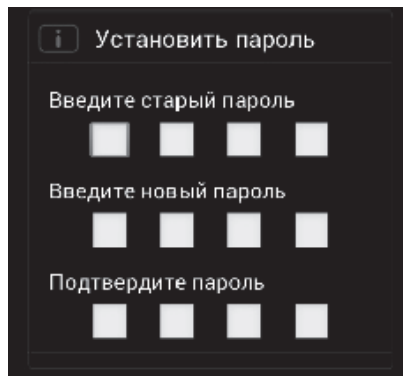 i Установить пароль
Введите старый пароль
Введите новый пароль
Подтвердите пароль